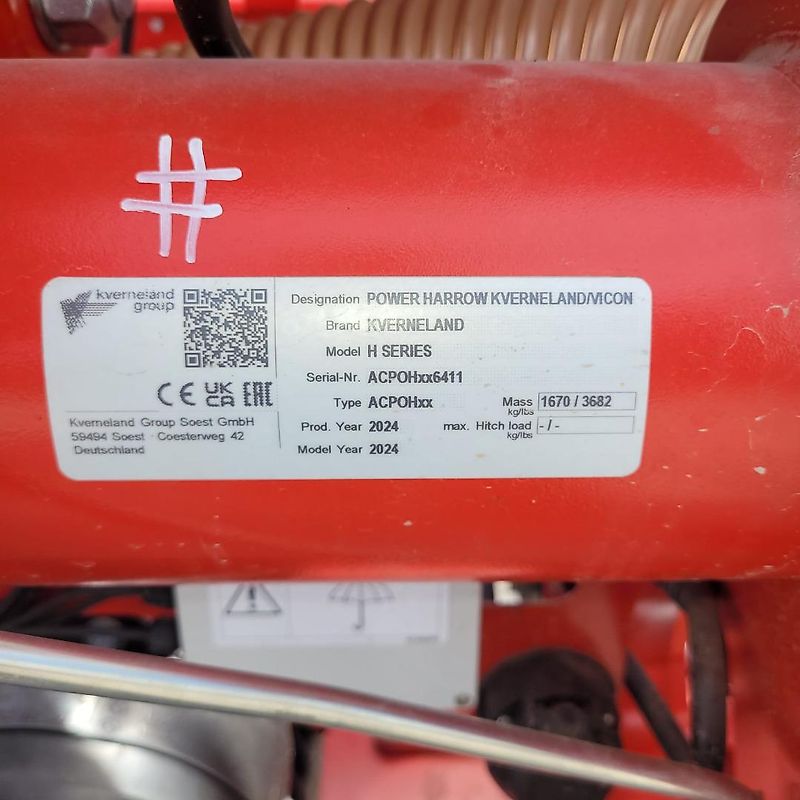 #
kverneland
group
CE UK CA EAC
Kverneland Group Soest GmbH
59494 Soest · Coesterweg 42
Deutschland
Designation POWER HARROW KVERNELAND/VICON
Brand KVERNELAND
Model H SERIES
Serial-Nr. ACPOHxx6411
Type ACPOHxx Mass kg/lbs 1670 / 3682
Prod. Year 2024 max. Hitch load kg/lbs - / -
Model Year 2024